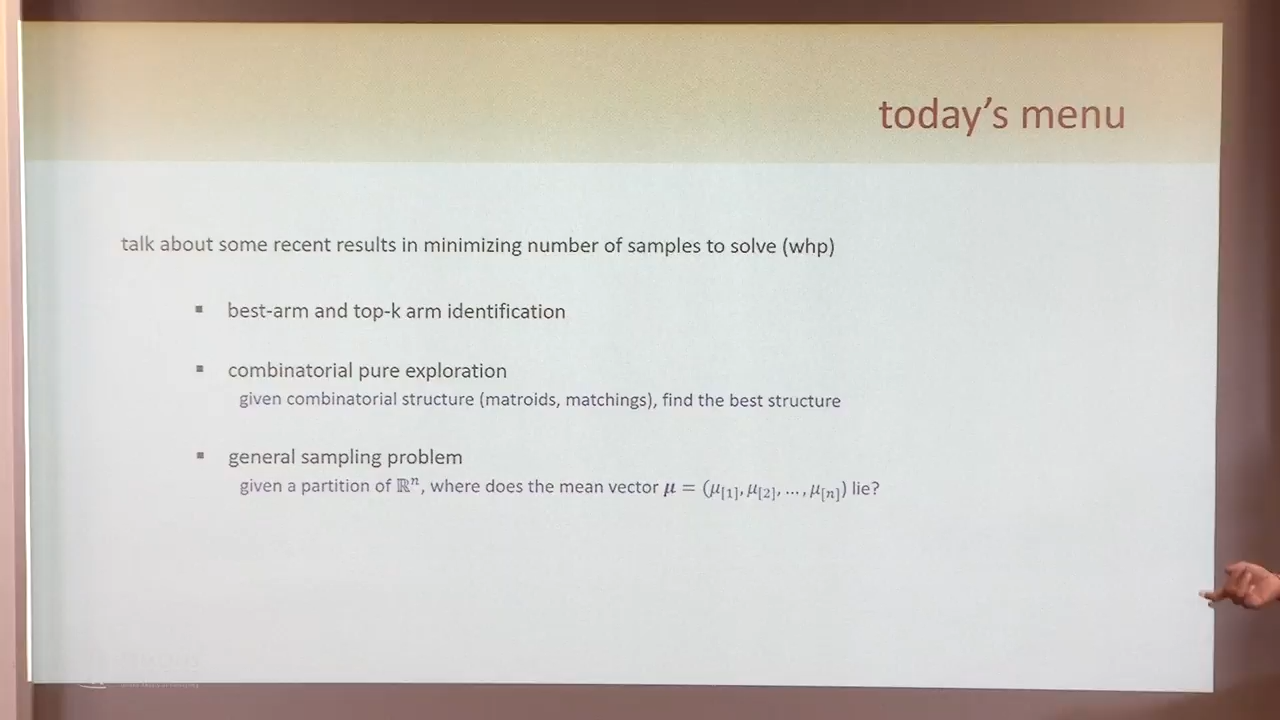 today's menu
talk about some recent results in minimizing number of samples to solve (whp)
▪ best-arm and top-k arm identification
▪ combinatorial pure exploration
given combinatorial structure (matroids, matchings), find the best structure
▪ general sampling problem
given a partition of ℝⁿ, where does the mean vector μ = (μ[1], μ[2], ..., μ[n]) lie?